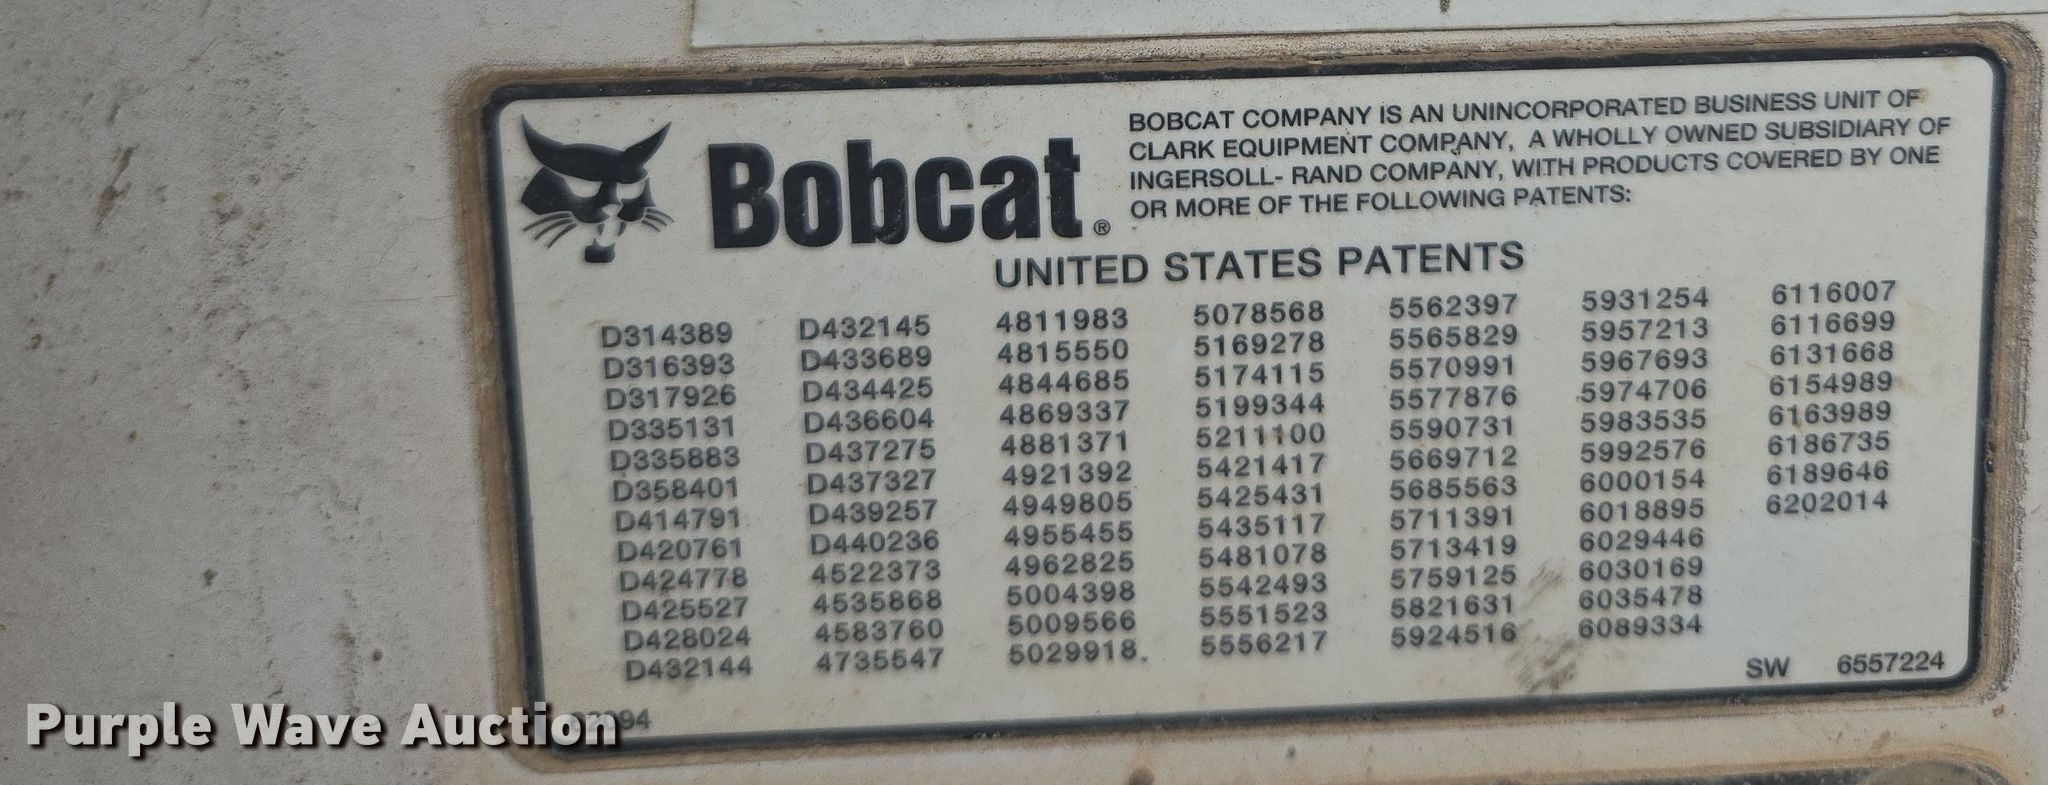 Bobcat®
BOBCAT COMPANY IS AN UNINCORPORATED BUSINESS UNIT OF
CLARK EQUIPMENT COMPANY, A WHOLLY OWNED SUBSIDIARY OF
INGERSOLL- RAND COMPANY, WITH PRODUCTS COVERED BY ONE
OR MORE OF THE FOLLOWING PATENTS:
UNITED STATES PATENTS
D314389 D432145 4811983 5078568 5562397 5931254 6116007
D316393 D433689 4815550 5169278 5565829 5957213 6116699
D317926 D434425 4844685 5174115 5570991 5967693 6131668
D335131 D436604 4869337 5199344 5577876 5974706 6154989
D335883 D437275 4881371 5211100 5590731 5983535 6163989
D358401 D437327 4921392 5421417 5669712 5992576 6186735
D414791 D439257 4949805 5425431 5685563 6000154 6189646
D420761 D440236 4955455 5435117 5711391 6018895 6202014
D424778 4522373 4962825 5481078 5713419 6029446
D425527 4535868 5004398 5542493 5759125 6030169
D428024 4583760 5009566 5551523 5821631 6035478
D432144 4735547 5029918. 5556217 5924516 6089334
SW 6557224
Purple Wave Auction